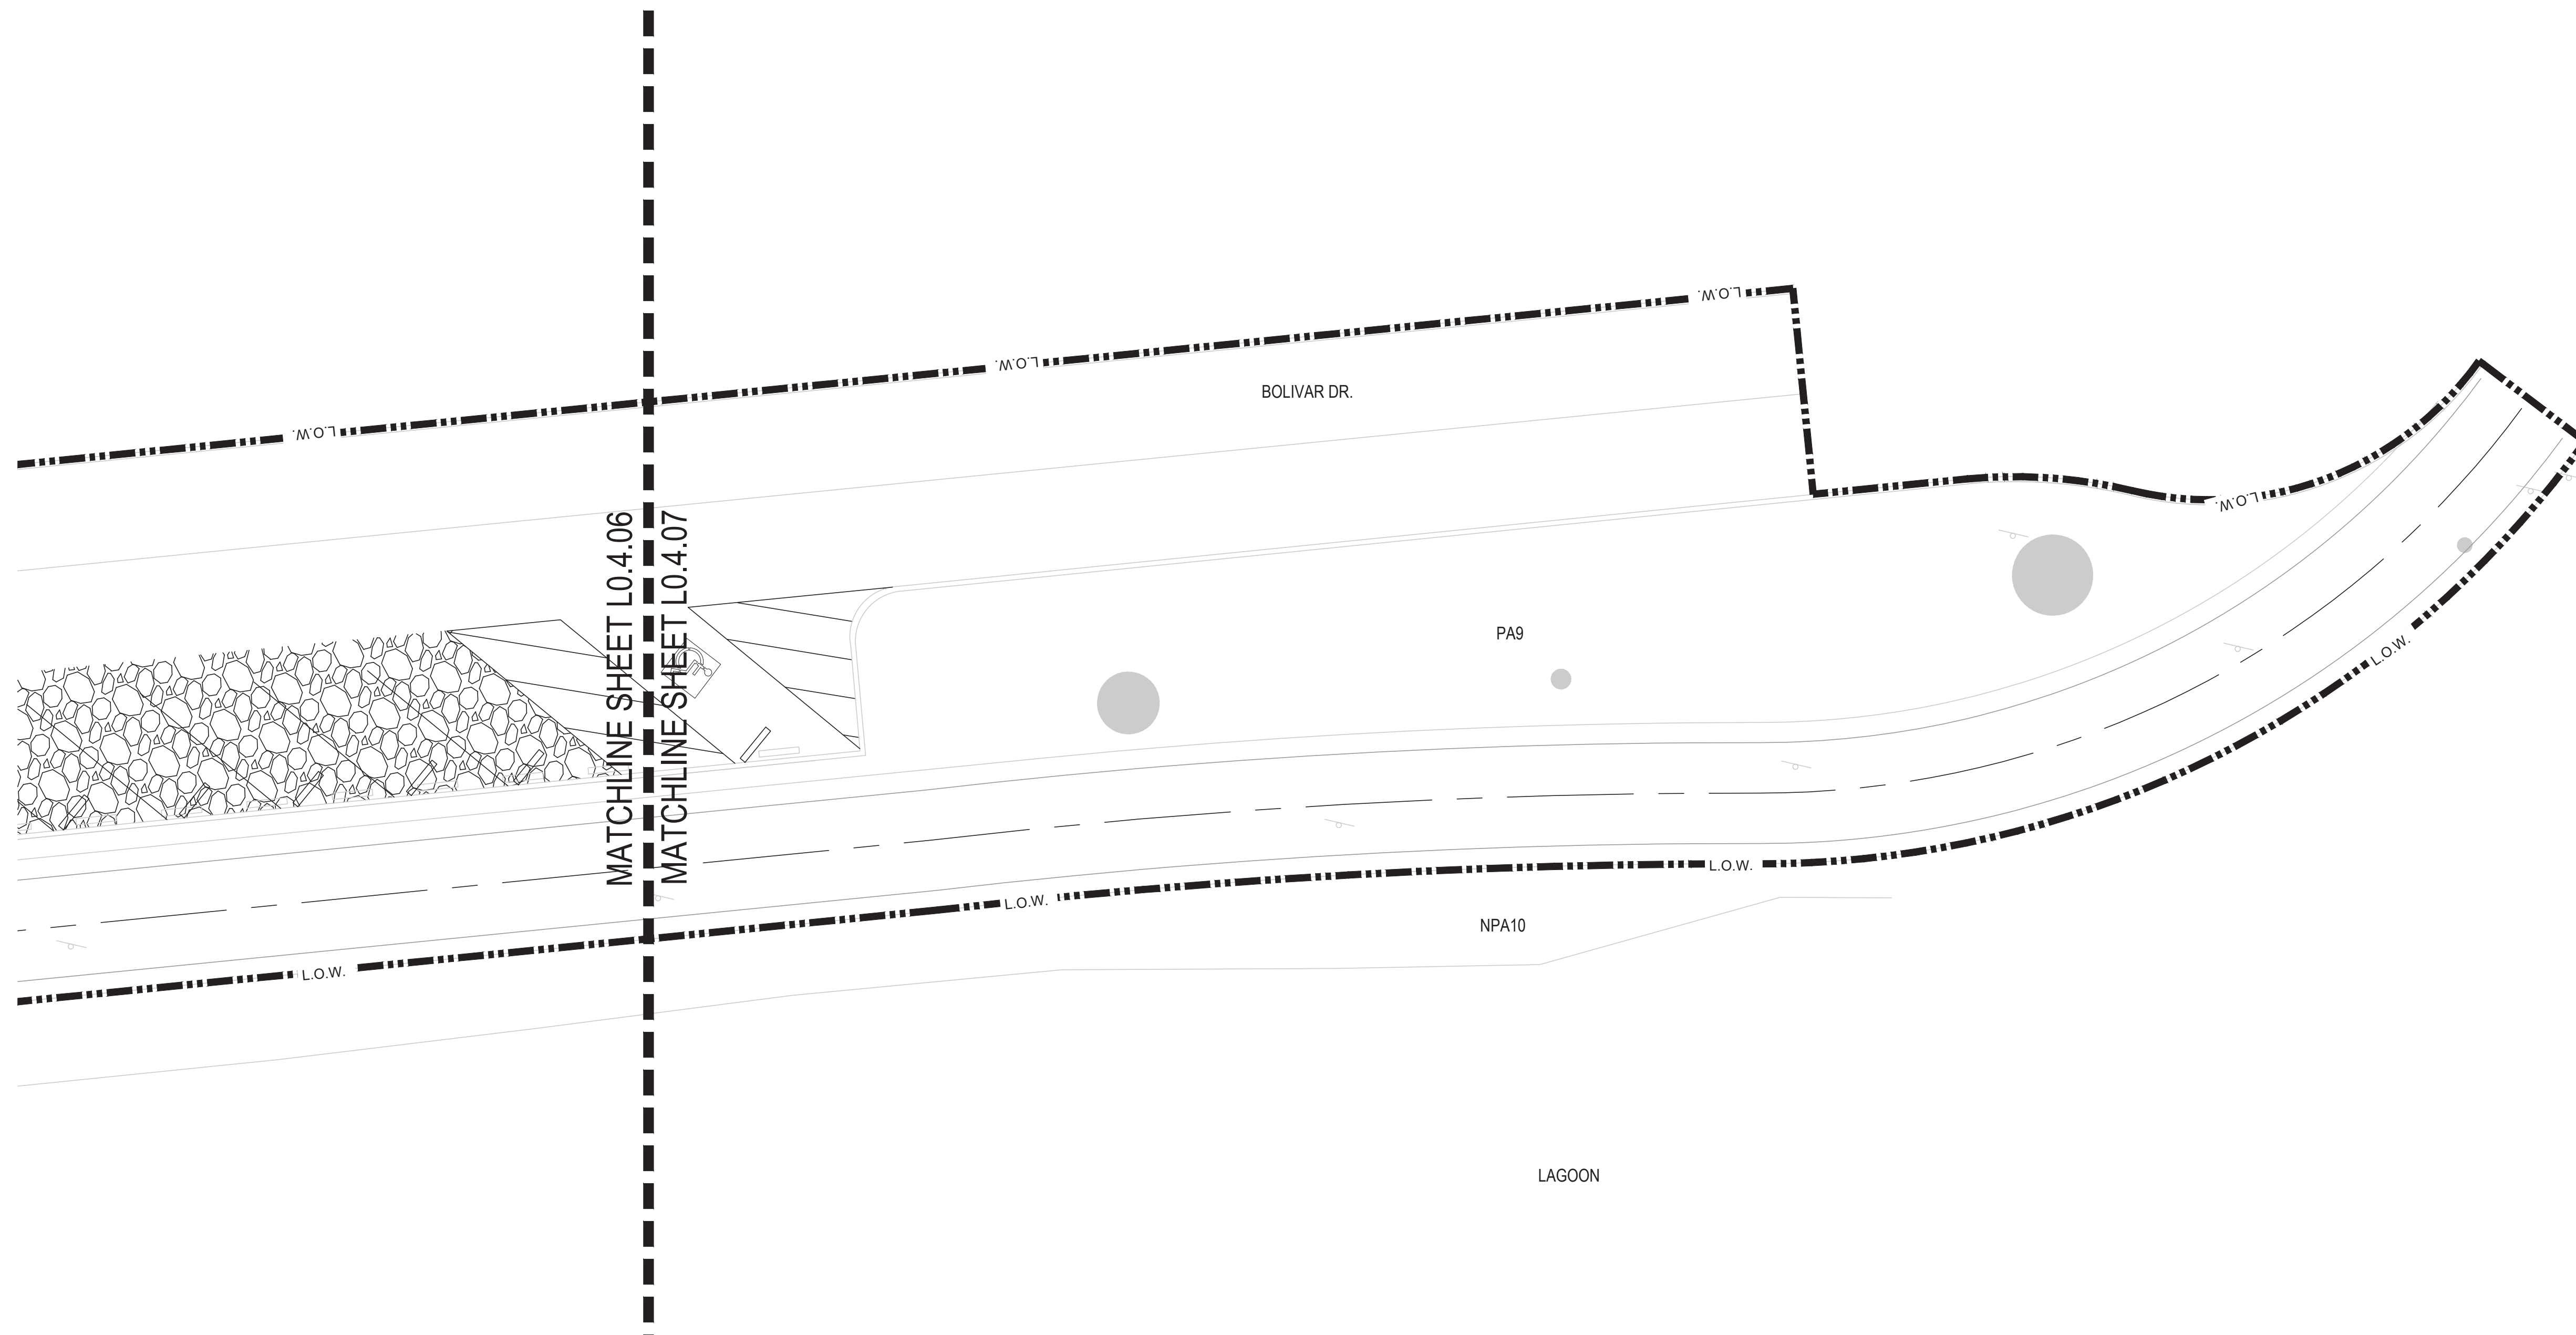 L.O.W.
L.O.W.
L.O.W.
BOLIVAR DR.
L.O.W.
MATCHLINE SHEET L0.4.06
MATCHLINE SHEET L0.4.07
PA9
L.O.W.
L.O.W.
L.O.W.
NPA10
L.O.W.
LAGOON